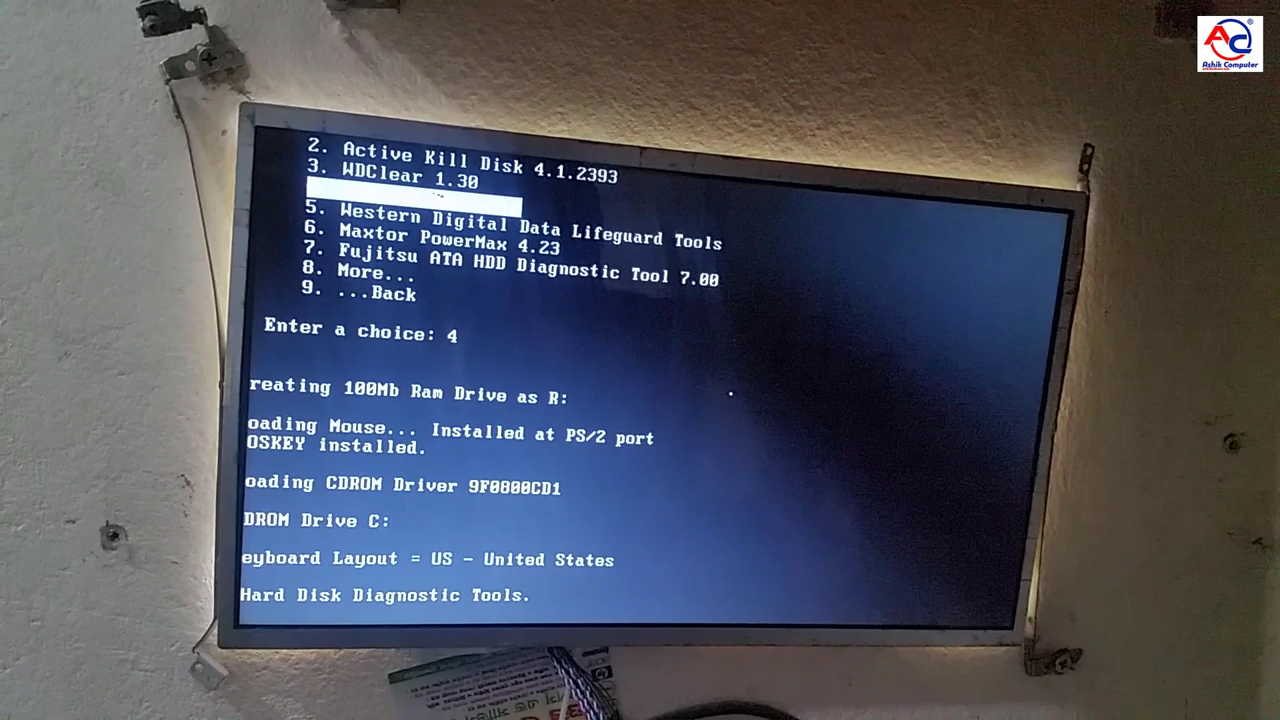 AC®
Ashik Computer
2. Active Kill Disk 4.1.2393
3. WDClear 1.30
5. Western Digital Data Lifeguard Tools
6. Maxtor PowerMax 4.23
7. Fujitsu ATA HDD Diagnostic Tool 7.00
8. More...
9. ...Back
Enter a choice: 4
reating 100Mb Ram Drive as R:
oading Mouse... Installed at PS/2 port
OSKEY installed.
oading CDROM Driver 9F0800CD1
DROM Drive C:
eyboard Layout = US - United States
Hard Disk Diagnostic Tools.